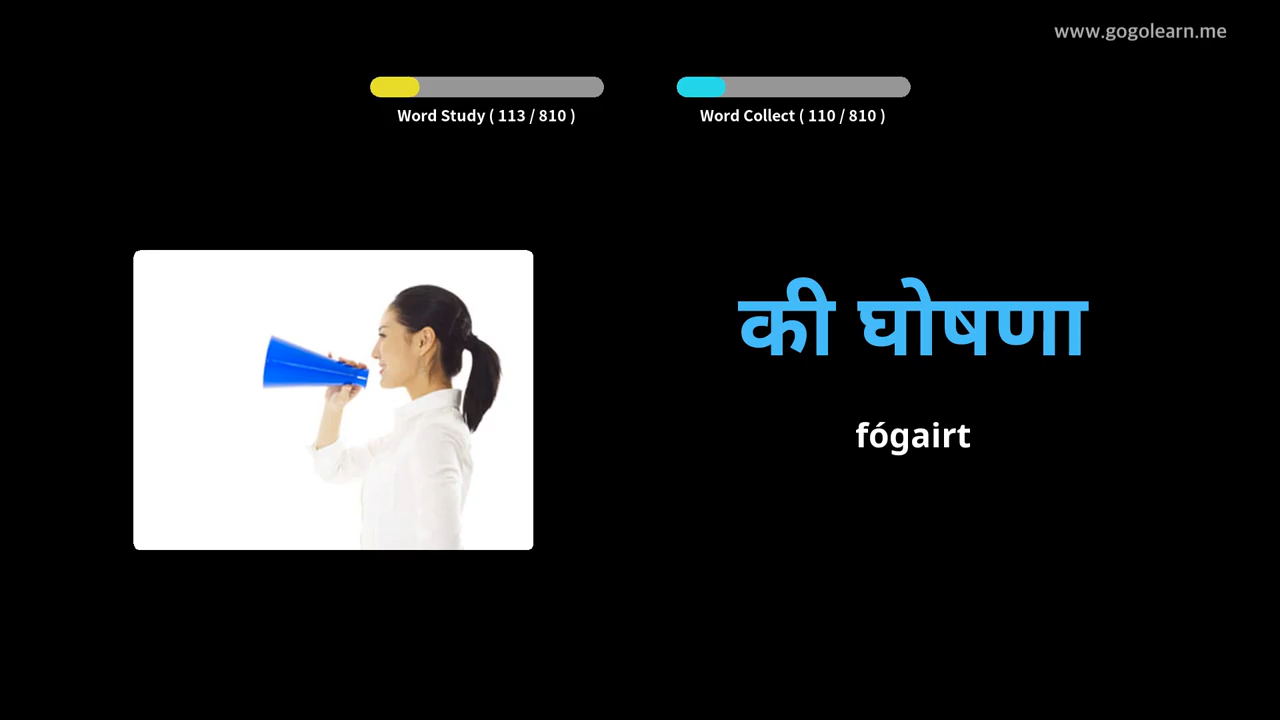 www.gogolearn.me
Word Study ( 113 / 810 )
Word Collect ( 110 / 810 )
की घोषणा
fógairt